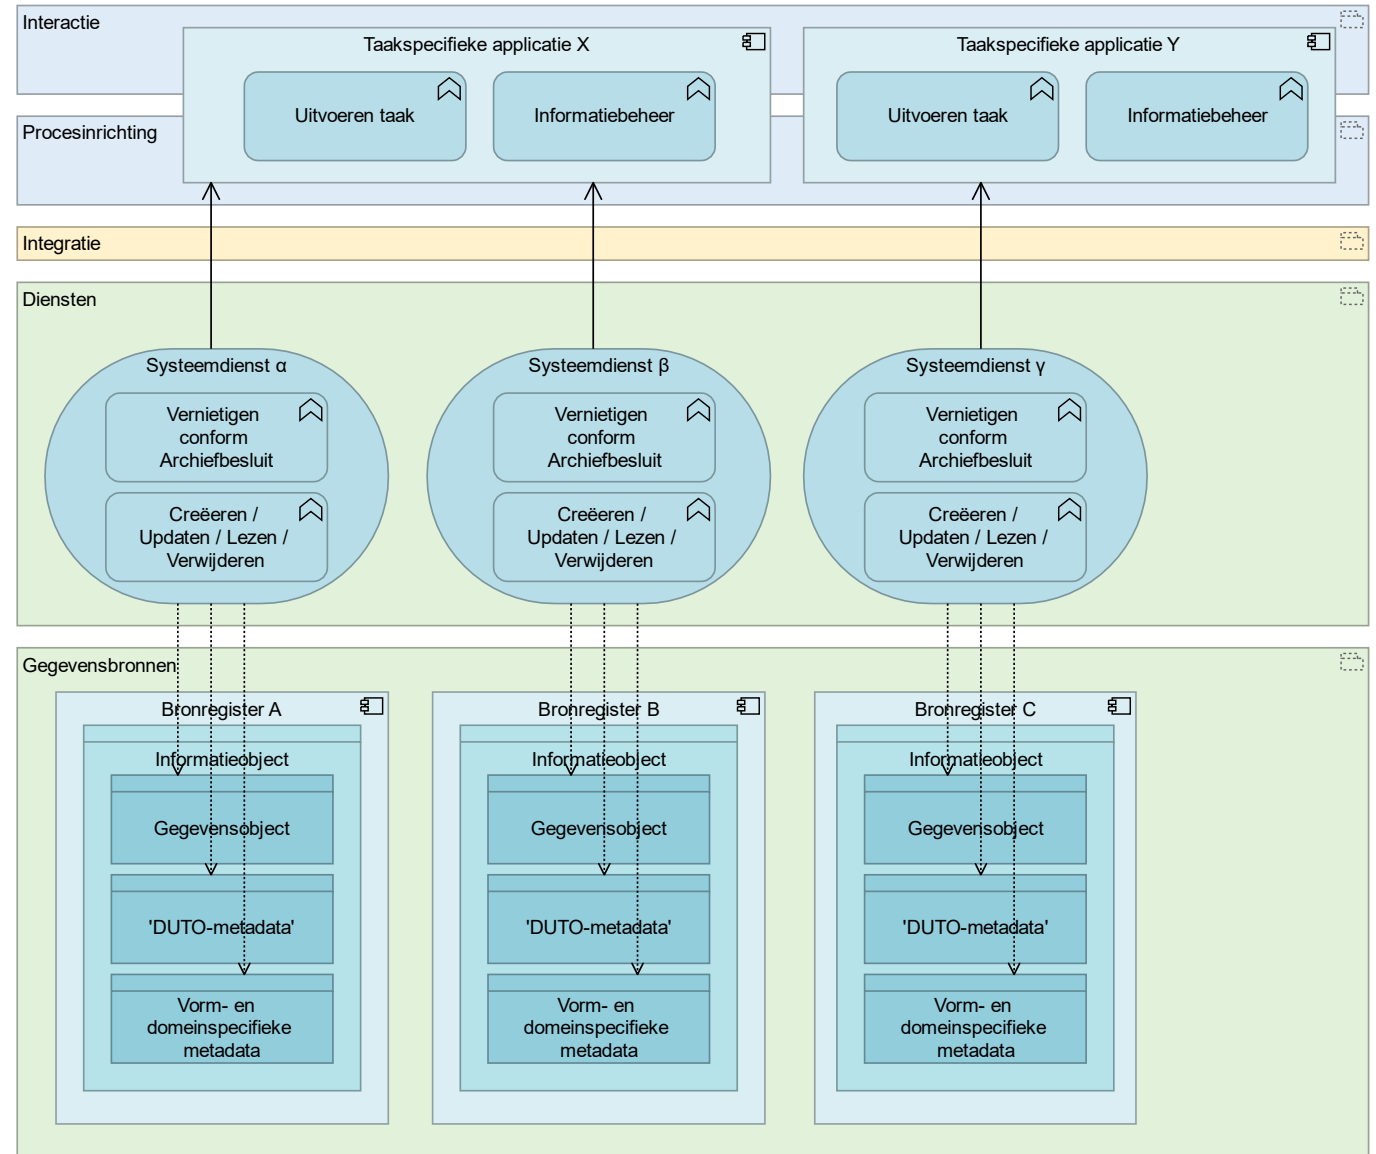 Interactie
Taakspecifieke applicatie X
Taakspecifieke applicatie Y
Uitvoeren taak
Informatiebeheer
Uitvoeren taak
Informatiebeheer
Procesinrichting
Integratie
Diensten
Systeemdienst α
Vernietigen
conform
Archiefbesluit
Creëeren /
Updaten / Lezen /
Verwijderen
Systeemdienst β
Vernietigen
conform
Archiefbesluit
Creëeren /
Updaten / Lezen /
Verwijderen
Systeemdienst γ
Vernietigen
conform
Archiefbesluit
Creëeren /
Updaten / Lezen /
Verwijderen
Gegevensbronnen
Bronregister A
Informatieobject
Gegevensobject
'DUTO-metadata'
Vorm- en
domeinspecifieke
metadata
Bronregister B
Informatieobject
Gegevensobject
'DUTO-metadata'
Vorm- en
domeinspecifieke
metadata
Bronregister C
Informatieobject
Gegevensobject
'DUTO-metadata'
Vorm- en
domeinspecifieke
metadata